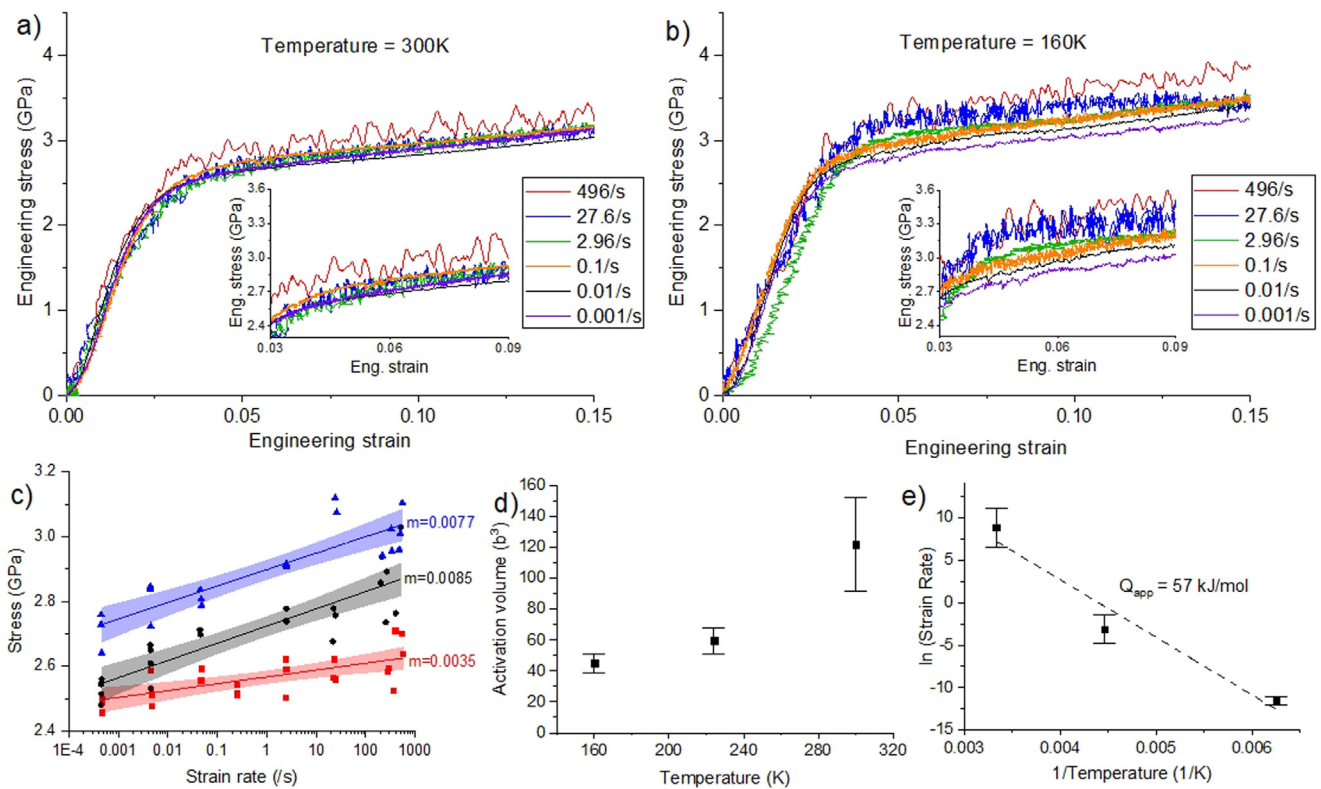 a)
Temperature = 300K
Engineering stress (GPa)
4
3
2
1
0
0.00
0.05
0.10
0.15
Engineering strain
Eng. stress (GPa)
3.6
3.3
3.0
2.7
2.4
0.03
0.06
0.09
Eng. strain
496/s
27.6/s
2.96/s
0.1/s
0.01/s
0.001/s
b)
Temperature = 160K
Engineering stress (GPa)
4
3
2
1
0
0.00
0.05
0.10
0.15
Engineering strain
Eng. stress (GPa)
3.6
3.3
3.0
2.7
2.4
0.03
0.06
0.09
Eng. strain
496/s
27.6/s
2.96/s
0.1/s
0.01/s
0.001/s
c)
Stress (GPa)
3.2
3.0
2.8
2.6
2.4
m=0.0077
m=0.0085
m=0.0035
1E-4
0.001
0.01
0.1
1
10
100
1000
Strain rate (/s)
d)
Activation volume (b³)
160
140
120
100
80
60
40
20
0
160
200
240
280
320
Temperature (K)
e)
ln (Strain Rate)
10
5
0
-5
-10
-15
Qapp = 57 kJ/mol
0.003
0.004
0.005
0.006
1/Temperature (1/K)